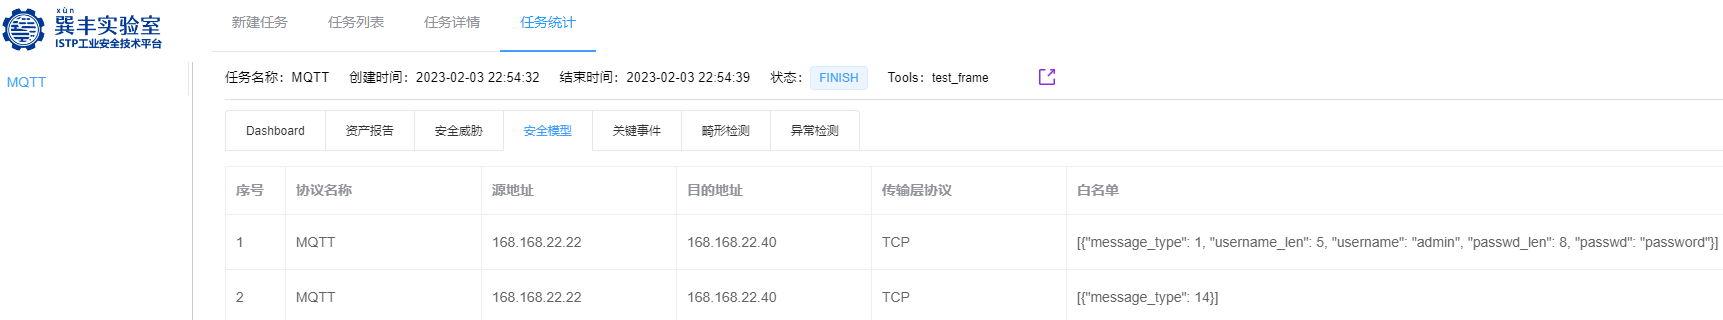 xùn
巽丰实验室
ISTP工业安全技术平台
新建任务 任务列表 任务详情 任务统计
MQTT
任务名称：MQTT 创建时间：2023-02-03 22:54:32 结束时间：2023-02-03 22:54:39 状态： FINISH Tools：test_frame
Dashboard 资产报告 安全威胁 安全模型 关键事件 畸形检测 异常检测
序号 协议名称 源地址 目的地址 传输层协议 白名单
1 MQTT 168.168.22.22 168.168.22.40 TCP [{"message_type": 1, "username_len": 5, "username": "admin", "passwd_len": 8, "passwd": "password"}]
2 MQTT 168.168.22.22 168.168.22.40 TCP [{"message_type": 14}]